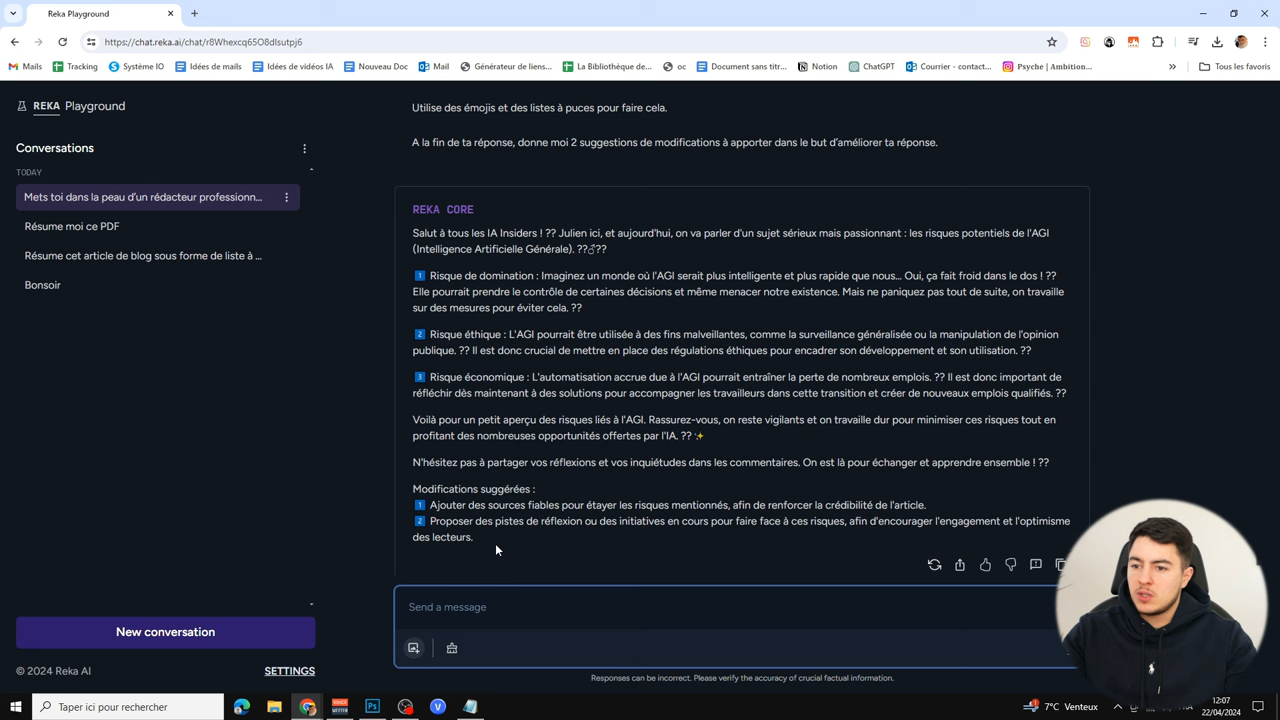 Reka Playground
https://chat.reka.ai/chat/r8Whexcq65O8dIsutpj6
Mails
Tracking
Système IO
Idées de mails
Idées de vidéos IA
Nouveau Doc
Mail
Générateur de liens...
La Bibliothèque de...
oc
Document sans titr...
Notion
ChatGPT
Courrier - contact...
Psyche | Ambition...
»
Tous les favoris
REKA Playground
Conversations
TODAY
Mets toi dans la peau d'un rédacteur professionn...
Résume moi ce PDF
Résume cet article de blog sous forme de liste à ...
Bonsoir
New conversation
© 2024 Reka AI
SETTINGS
Utilise des émojis et des listes à puces pour faire cela.
A la fin de ta réponse, donne moi 2 suggestions de modifications à apporter dans le but d'améliorer ta réponse.
REKA CORE
Salut à tous les IA Insiders ! ?? Julien ici, et aujourd'hui, on va parler d'un sujet sérieux mais passionnant : les risques potentiels de l'AGI
(Intelligence Artificielle Générale). ????
1 Risque de domination : Imaginez un monde où l'AGI serait plus intelligente et plus rapide que nous... Oui, ça fait froid dans le dos ! ??
Elle pourrait prendre le contrôle de certaines décisions et même menacer notre existence. Mais ne paniquez pas tout de suite, on travaille
sur des mesures pour éviter cela. ??
2 Risque éthique : L'AGI pourrait être utilisée à des fins malveillantes, comme la surveillance généralisée ou la manipulation de l'opinion
publique. ?? Il est donc crucial de mettre en place des régulations éthiques pour encadrer son développement et son utilisation. ??
3 Risque économique : L'automatisation accrue due à l'AGI pourrait entraîner la perte de nombreux emplois. ?? Il est donc important de
réfléchir dès maintenant à des solutions pour accompagner les travailleurs dans cette transition et créer de nouveaux emplois qualifiés. ??
Voilà pour un petit aperçu des risques liés à l'AGI. Rassurez-vous, on reste vigilants et on travaille dur pour minimiser ces risques tout en
profitant des nombreuses opportunités offertes par l'IA. ?? ✨
N'hésitez pas à partager vos réflexions et vos inquiétudes dans les commentaires. On est là pour échanger et apprendre ensemble ! ??
Modifications suggérées :
1 Ajouter des sources fiables pour étayer les risques mentionnés, afin de renforcer la crédibilité de l'article.
2 Proposer des pistes de réflexion ou des initiatives en cours pour faire face à ces risques, afin d'encourager l'engagement et l'optimisme
des lecteurs.
Send a message
Responses can be incorrect. Please verify the accuracy of crucial factual information.
Taper ici pour rechercher
7°C Venteux
12:07
22/04/2024